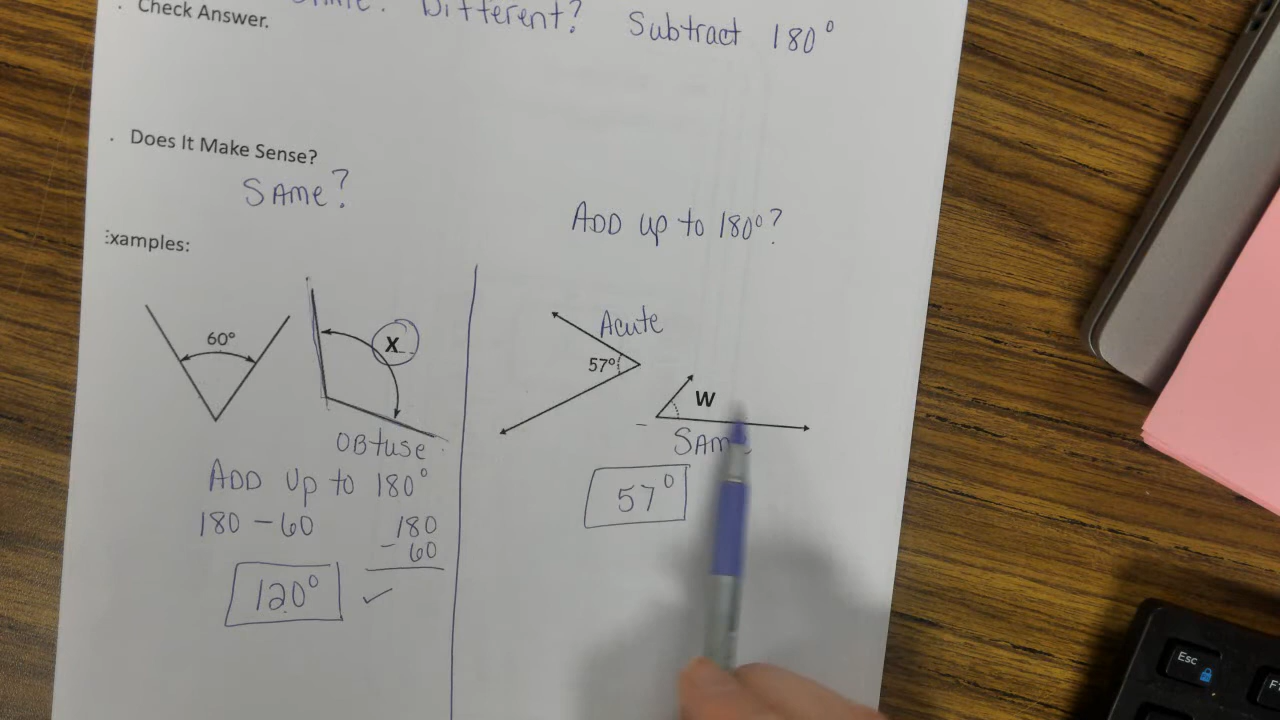 Different? Subtract 180°
. Check Answer.
. Does It Make Sense?
SAme?
ADD up to 180°?
Examples:
60°
X
OBtuse
ADD Up to 180°
180 - 60
180
- 60
120° ✓
Acute
57°
W
57°
Esc